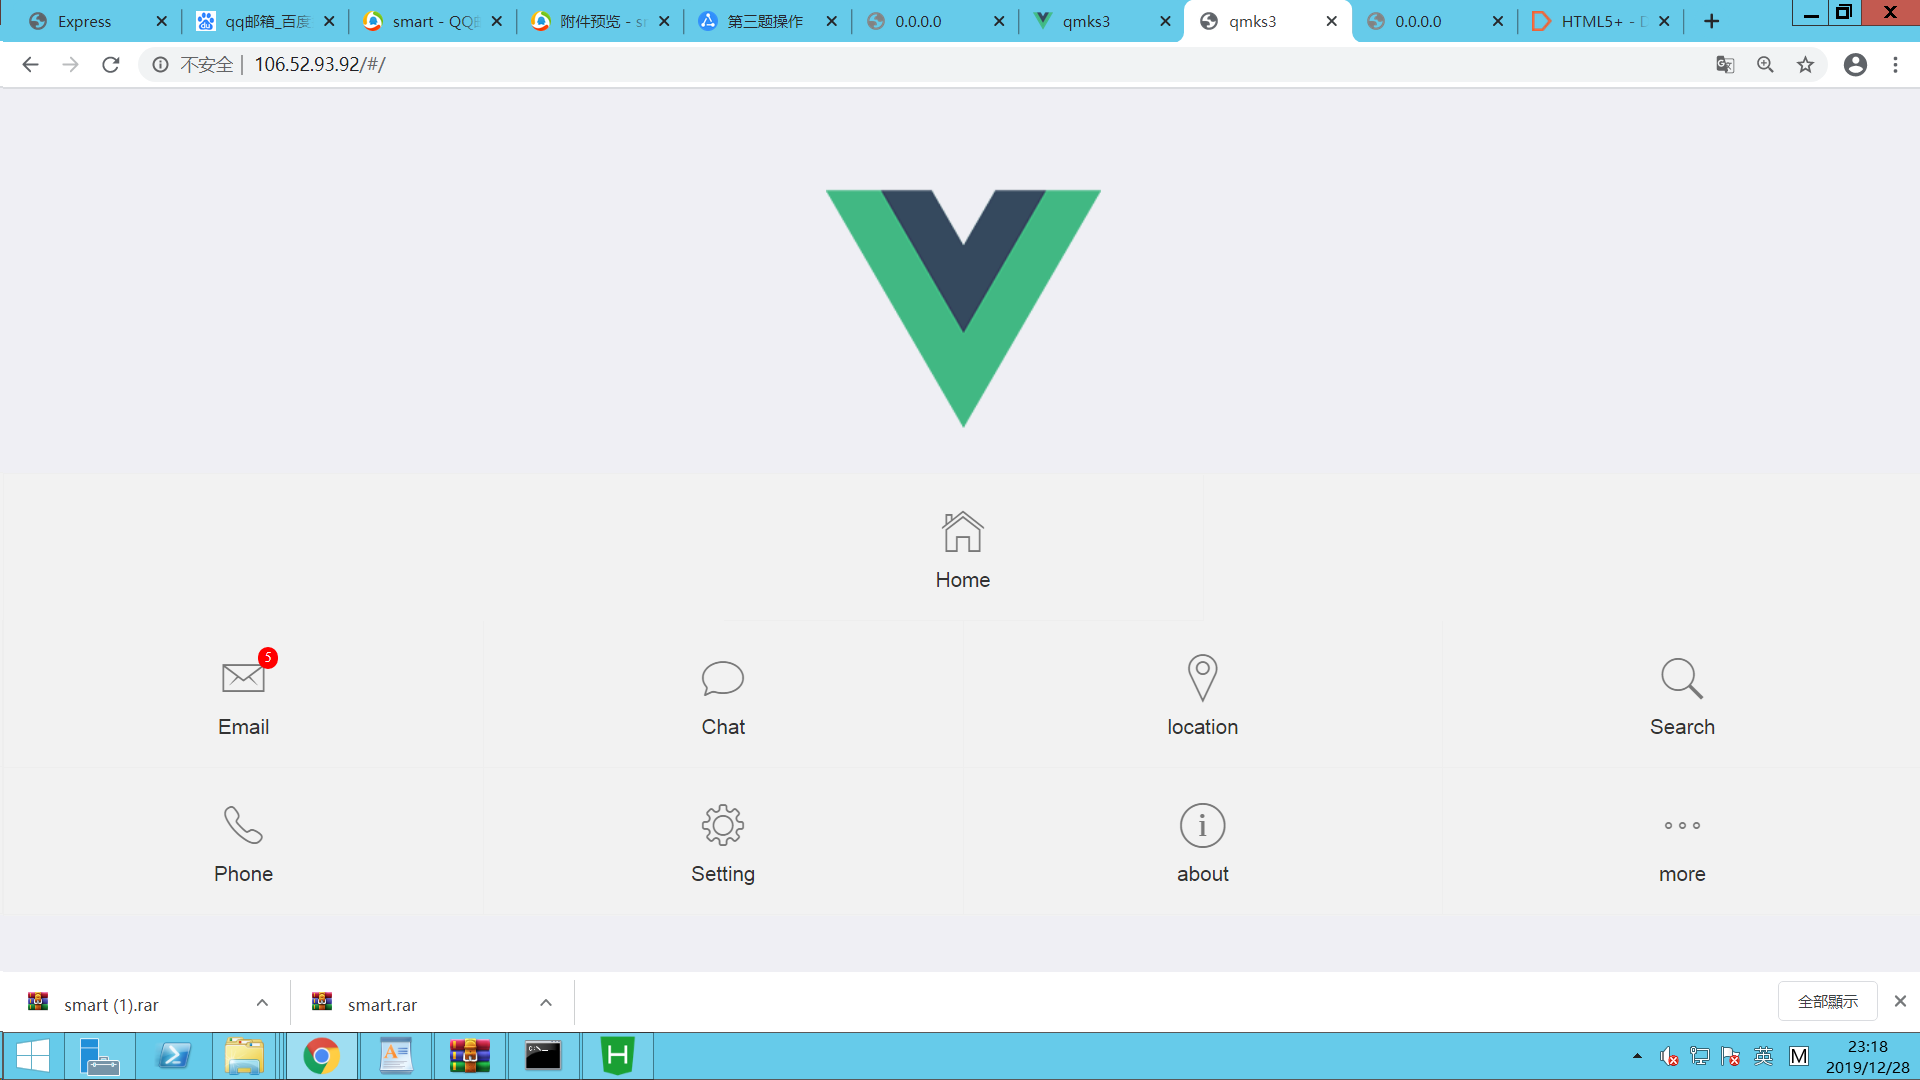 Express
qq邮箱_百度
smart - QQ
附件预览 - s
第三题操作
0.0.0.0
qmks3
qmks3
0.0.0.0
HTML5+ -
不安全 | 106.52.93.92/#/
Home
5
Email
Chat
location
Search
Phone
Setting
about
more
smart (1).rar
smart.rar
全部顯示
英
M
23:18
2019/12/28